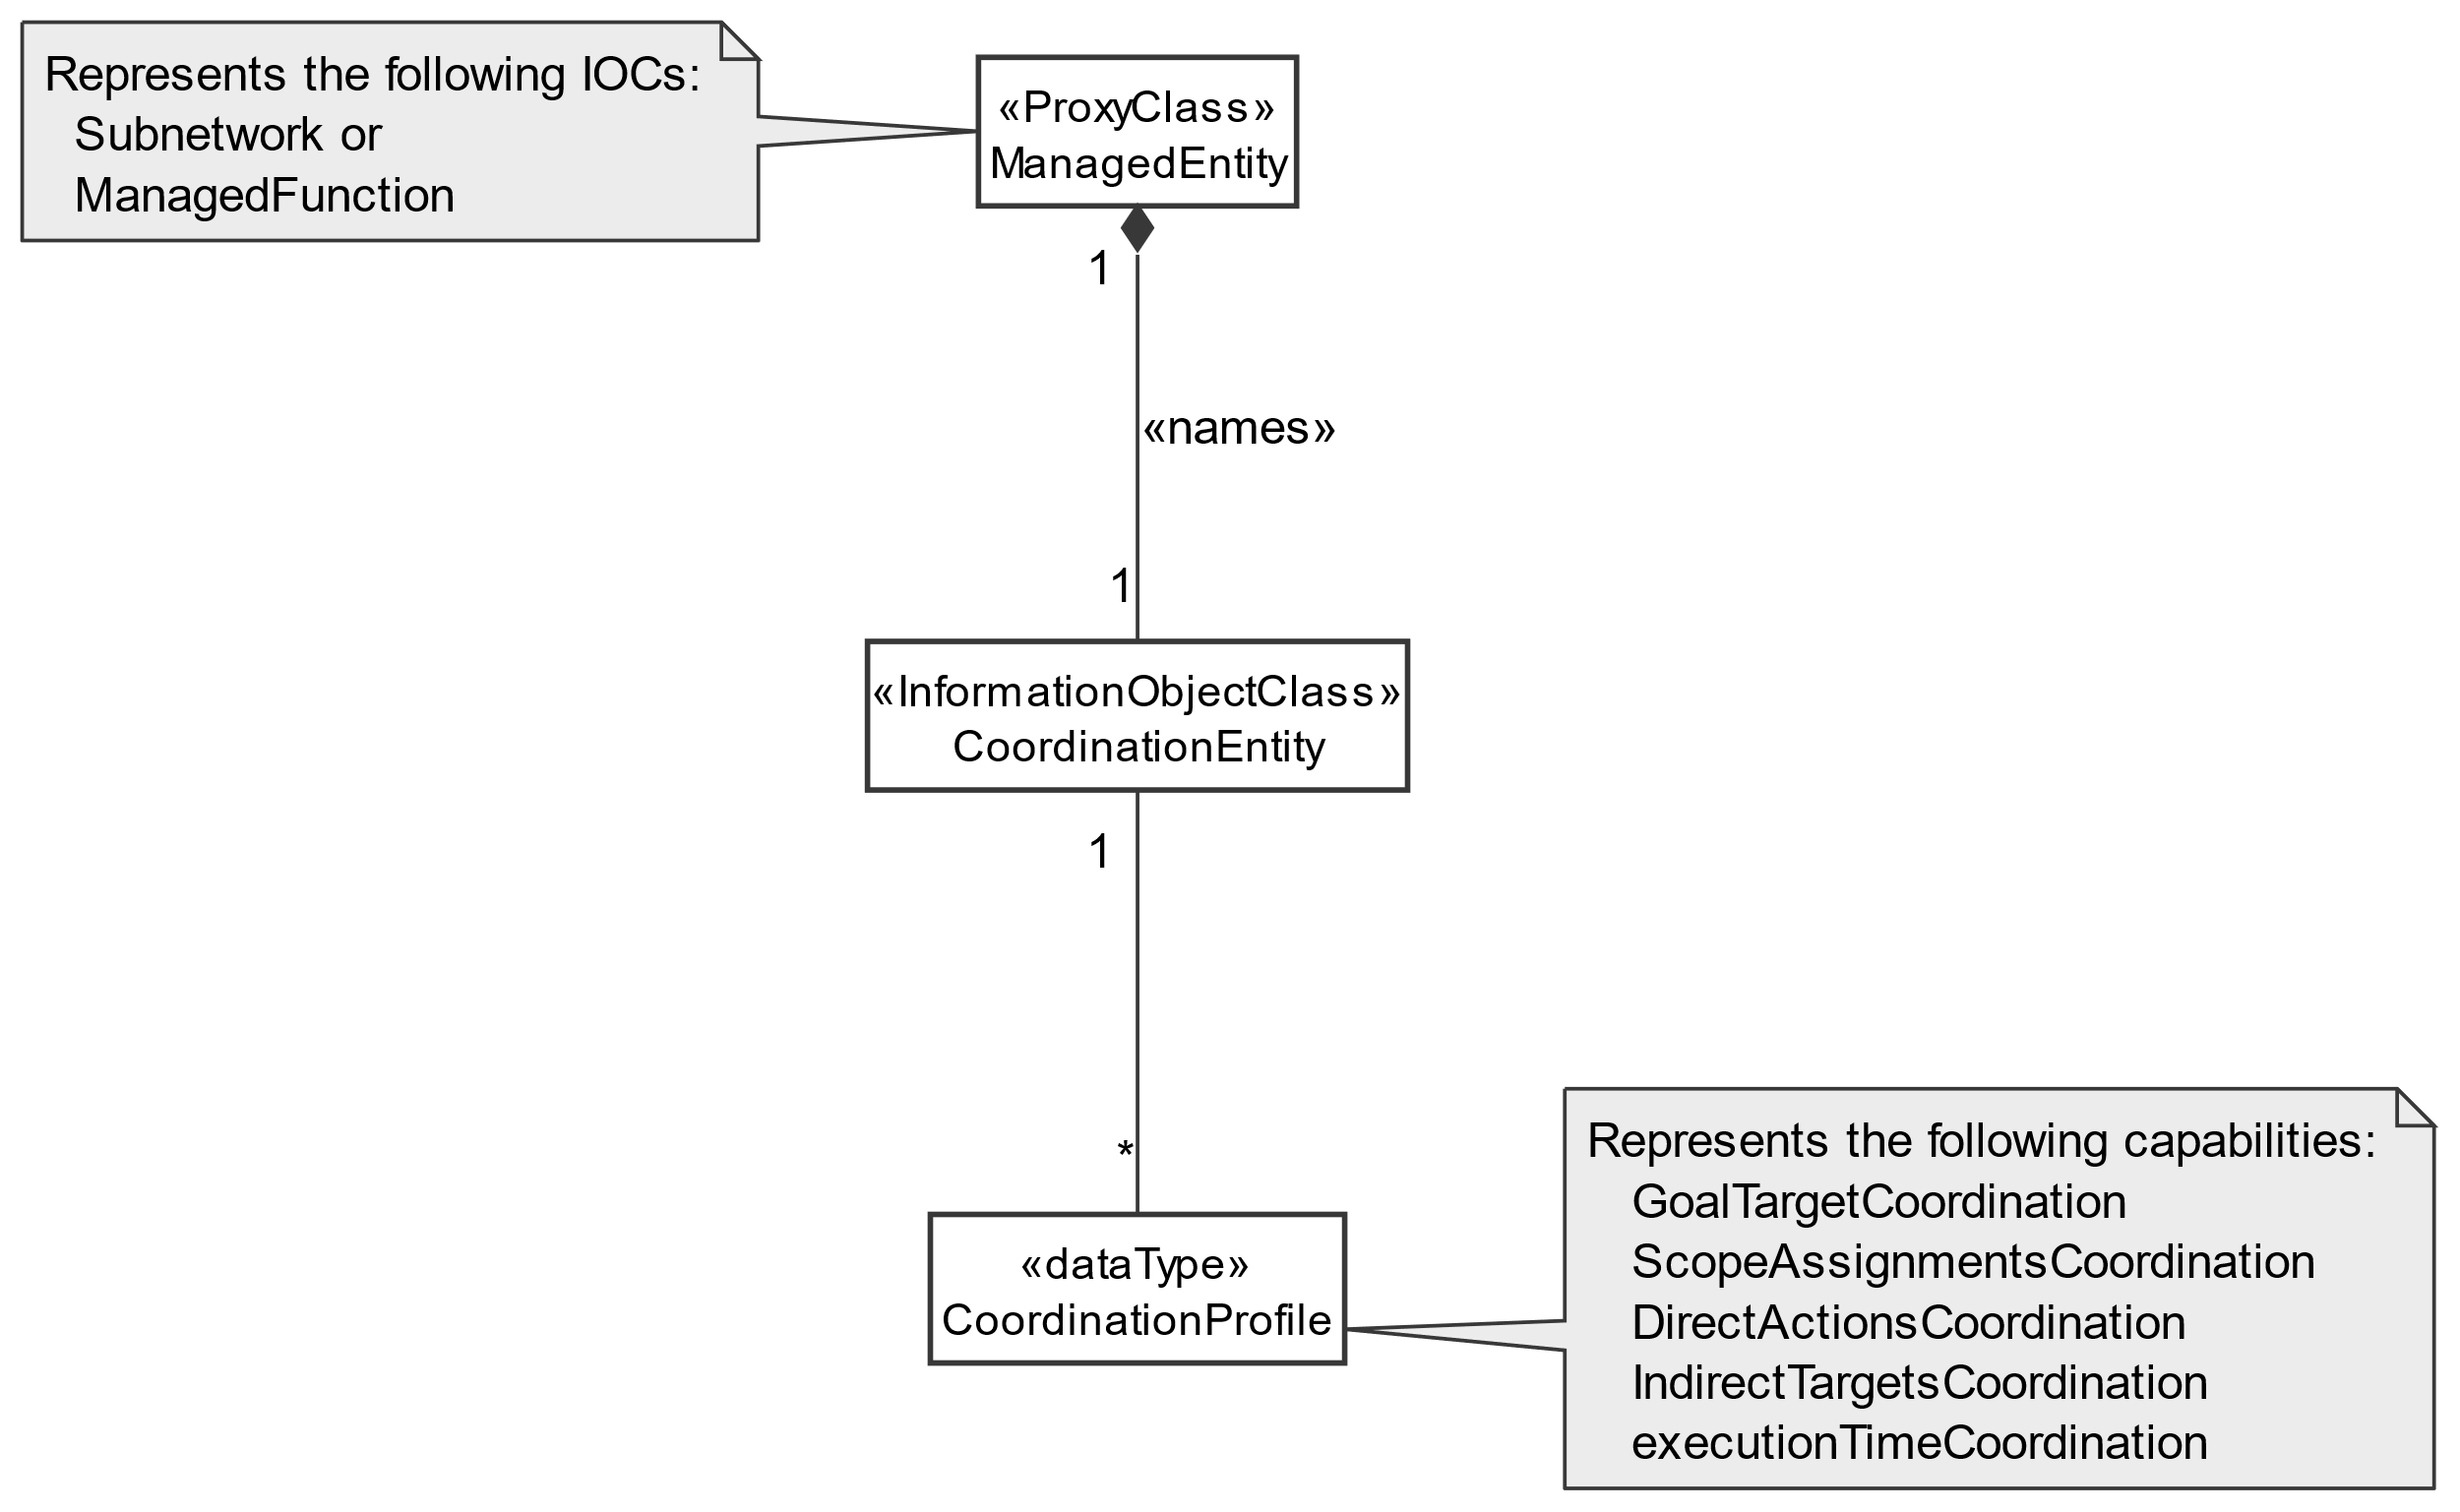 Represents the following IOCs:
Subnetwork or
ManagedFunction
«ProxyClass»
ManagedEntity
1
«names»
1
«InformationObjectClass»
CoordinationEntity
1
*
«dataType»
CoordinationProfile
Represents the following capabilities:
GoalTargetCoordination
ScopeAssignmentsCoordination
DirectActionsCoordination
IndirectTargetsCoordination
executionTimeCoordination